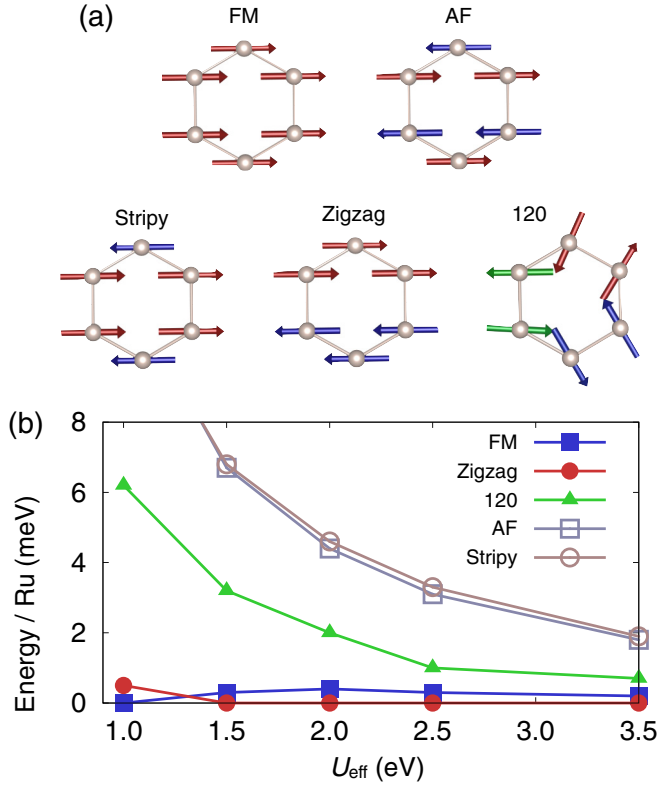 (a)
FM
AF
Stripy
Zigzag
120
(b)
8
6
4
2
0
Energy / Ru (meV)
FM
Zigzag
120
AF
Stripy
1.0
1.5
2.0
2.5
3.0
3.5
Ueff (eV)